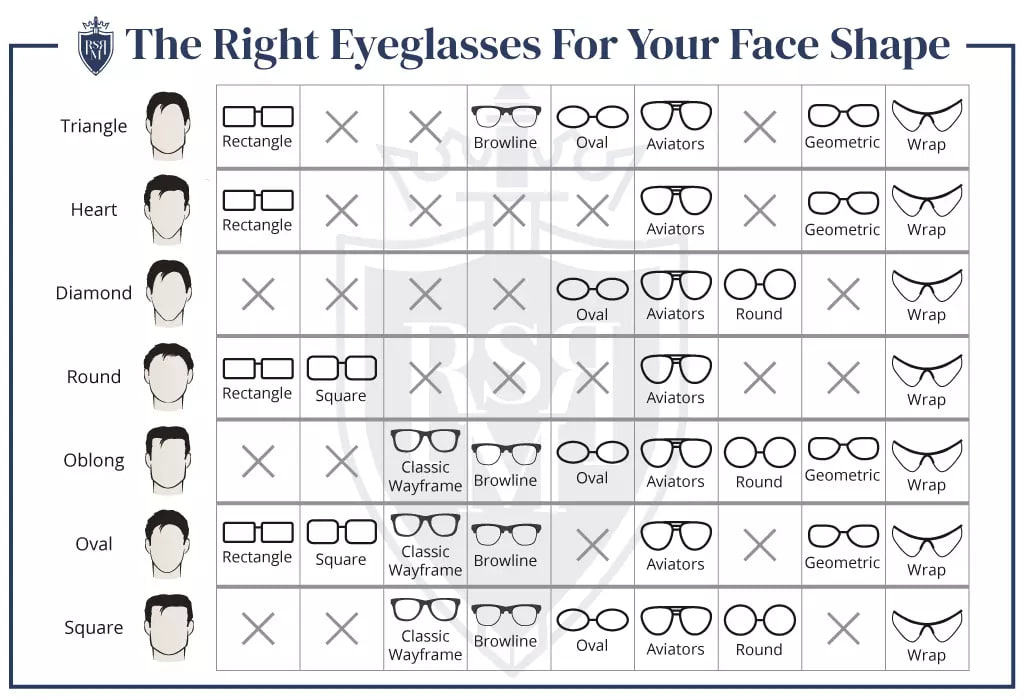 The Right Eyeglasses For Your Face Shape
RSR
M
Triangle
Rectangle
Browline
Oval
Aviators
Geometric
Wrap
Heart
Rectangle
Aviators
Geometric
Wrap
Diamond
Oval
Aviators
Round
Wrap
Round
Rectangle
Square
Aviators
Wrap
Oblong
Classic
Wayframe
Browline
Oval
Aviators
Round
Geometric
Wrap
Oval
Rectangle
Square
Classic
Wayframe
Browline
Aviators
Geometric
Wrap
Square
Classic
Wayframe
Browline
Oval
Aviators
Round
Wrap
RSR
M